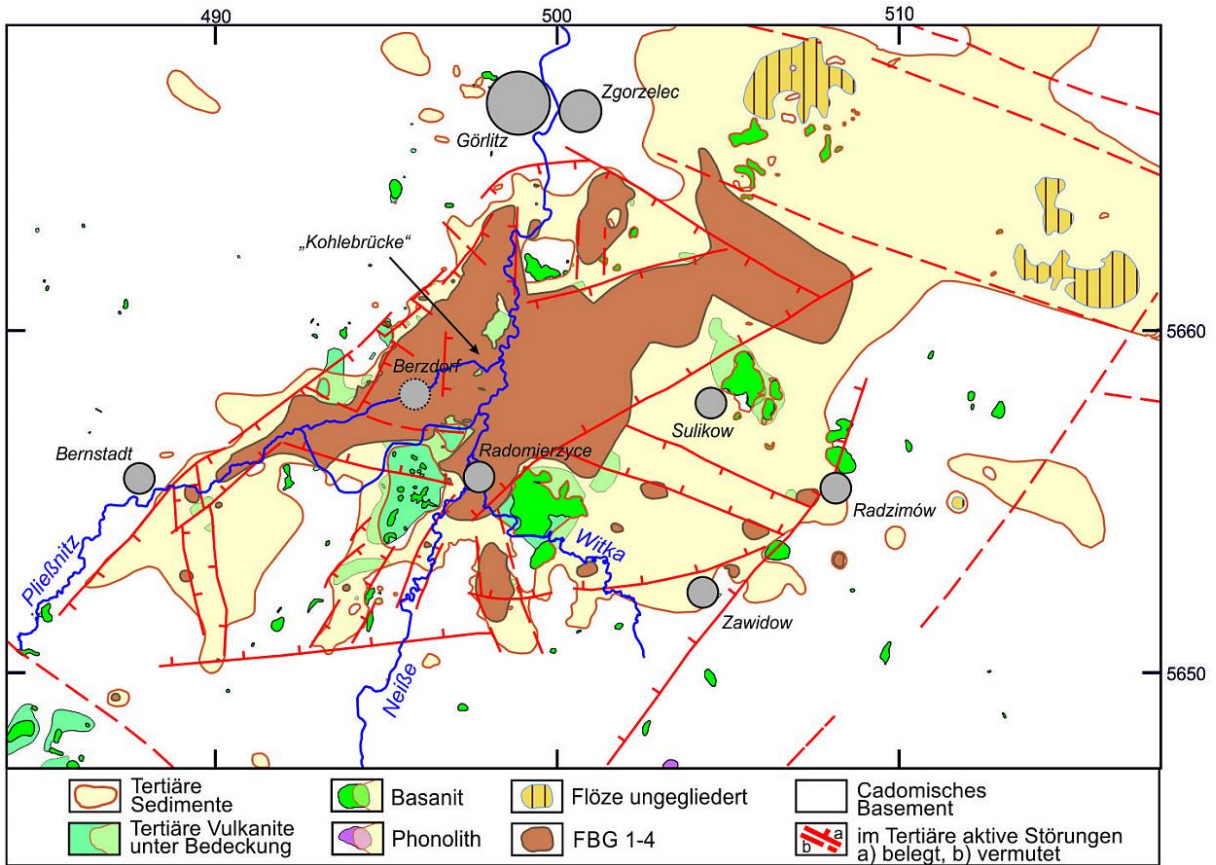 490 500 510
Zgorzelec
Görlitz
„Kohlebrücke“
5660
Berzdorf
Sulikow
Bernstadt
Radomierzyce
Radzimów
Witka
Pließnitz
Zawidow
Neiße
5650
Tertiäre
Sedimente
Basanit
Flöze ungegliedert
Cadomisches
Basement
Tertiäre Vulkanite
unter Bedeckung
Phonolith
FBG 1-4
a
b
im Tertiäre aktive Störungen
a) belegt, b) vermutet